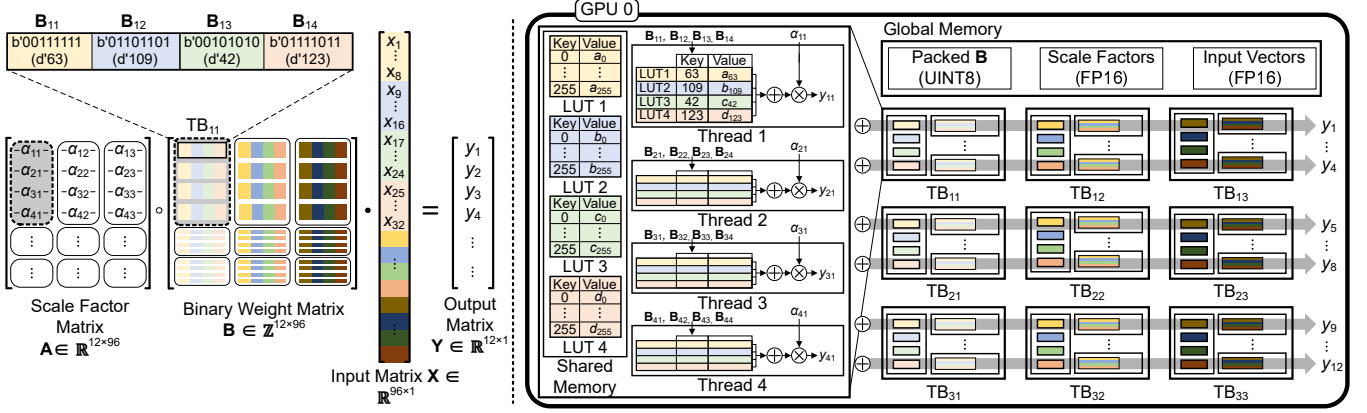 B11 B12 B13 B14
b'00111111 b'01101101 b'00101010 b'01111011
(d'63) (d'109) (d'42) (d'123)
TB11
-α11- -α12- -α13-
-α21- -α22- -α23-
-α31- -α32- -α33-
-α41- -α42- -α43-
⋮ ⋮ ⋮
⋮ ⋮ ⋮
∘
•
=
x1
⋮
x8
x9
⋮
x16
x17
⋮
x24
x25
⋮
x32
⋮
y1
y2
y3
y4
⋮
⋮
Scale Factor
Matrix
A ∈ ℝ12×96
Binary Weight Matrix
B ∈ ℤ12×96
Input Matrix X ∈
ℝ96×1
Output
Matrix
Y ∈ ℝ12×1
GPU 0
Key Value
0 a0
⋮ ⋮
255 a255
LUT 1
0 b0
⋮ ⋮
255 b255
LUT 2
Key Value
0 c0
⋮ ⋮
255 c255
LUT 3
Key Value
0 d0
⋮ ⋮
255 d255
LUT 4
Shared
Memory
B11, B12, B13, B14
α11
Key Value
LUT1 63 a63
LUT2 109 b109
LUT3 42 c42
LUT4 123 d123
y11
Thread 1
B21, B22, B23, B24
α21
y21
Thread 2
B31, B32, B33, B34
α31
y31
Thread 3
B41, B42, B43, B44
α41
y41
Thread 4
Global Memory
Packed B
(UINT8)
Scale Factors
(FP16)
Input Vectors
(FP16)
⋮ ⋮ ⋮
y1
⋮
y4
TB11 TB12 TB13
⋮ ⋮ ⋮
y5
⋮
y8
TB21 TB22 TB23
⋮ ⋮ ⋮
y9
⋮
y12
TB31 TB32 TB33